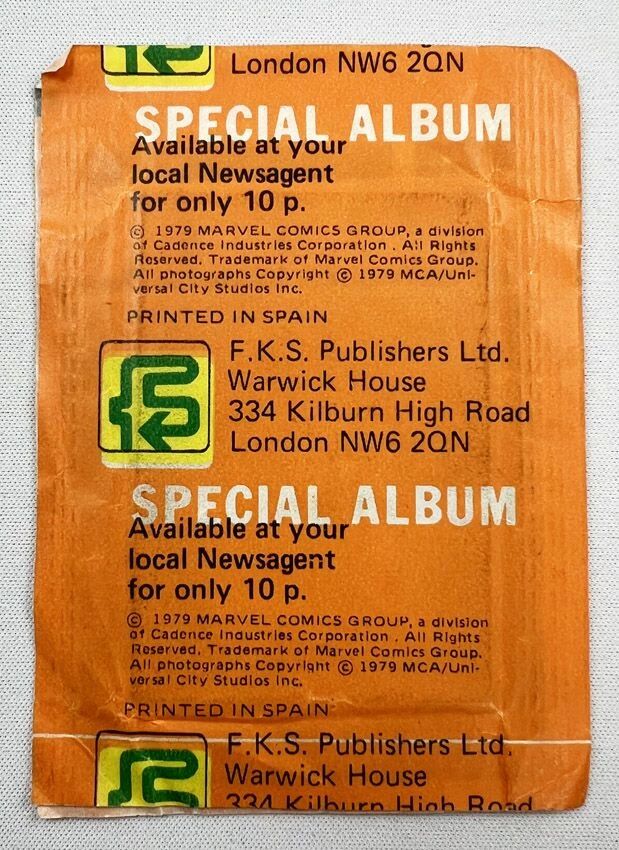 London NW6 2QN
SPECIAL ALBUM
Available at your
local Newsagent
for only 10 p.
© 1979 MARVEL COMICS GROUP, a division
of Cadence Industries Corporation . All Rights
Reserved. Trademark of Marvel Comics Group.
All photographs Copyright © 1979 MCA/Uni-
versal City Studios Inc.
PRINTED IN SPAIN
F.K.S. Publishers Ltd.
Warwick House
334 Kilburn High Road
London NW6 2QN
SPECIAL ALBUM
Available at your
local Newsagent
for only 10 p.
© 1979 MARVEL COMICS GROUP, a division
of Cadence Industries Corporation . All Rights
Reserved. Trademark of Marvel Comics Group.
All photographs Copyright © 1979 MCA/Uni-
versal City Studios Inc.
PRINTED IN SPAIN
F.K.S. Publishers Ltd.
Warwick House
334 Kilburn High Road